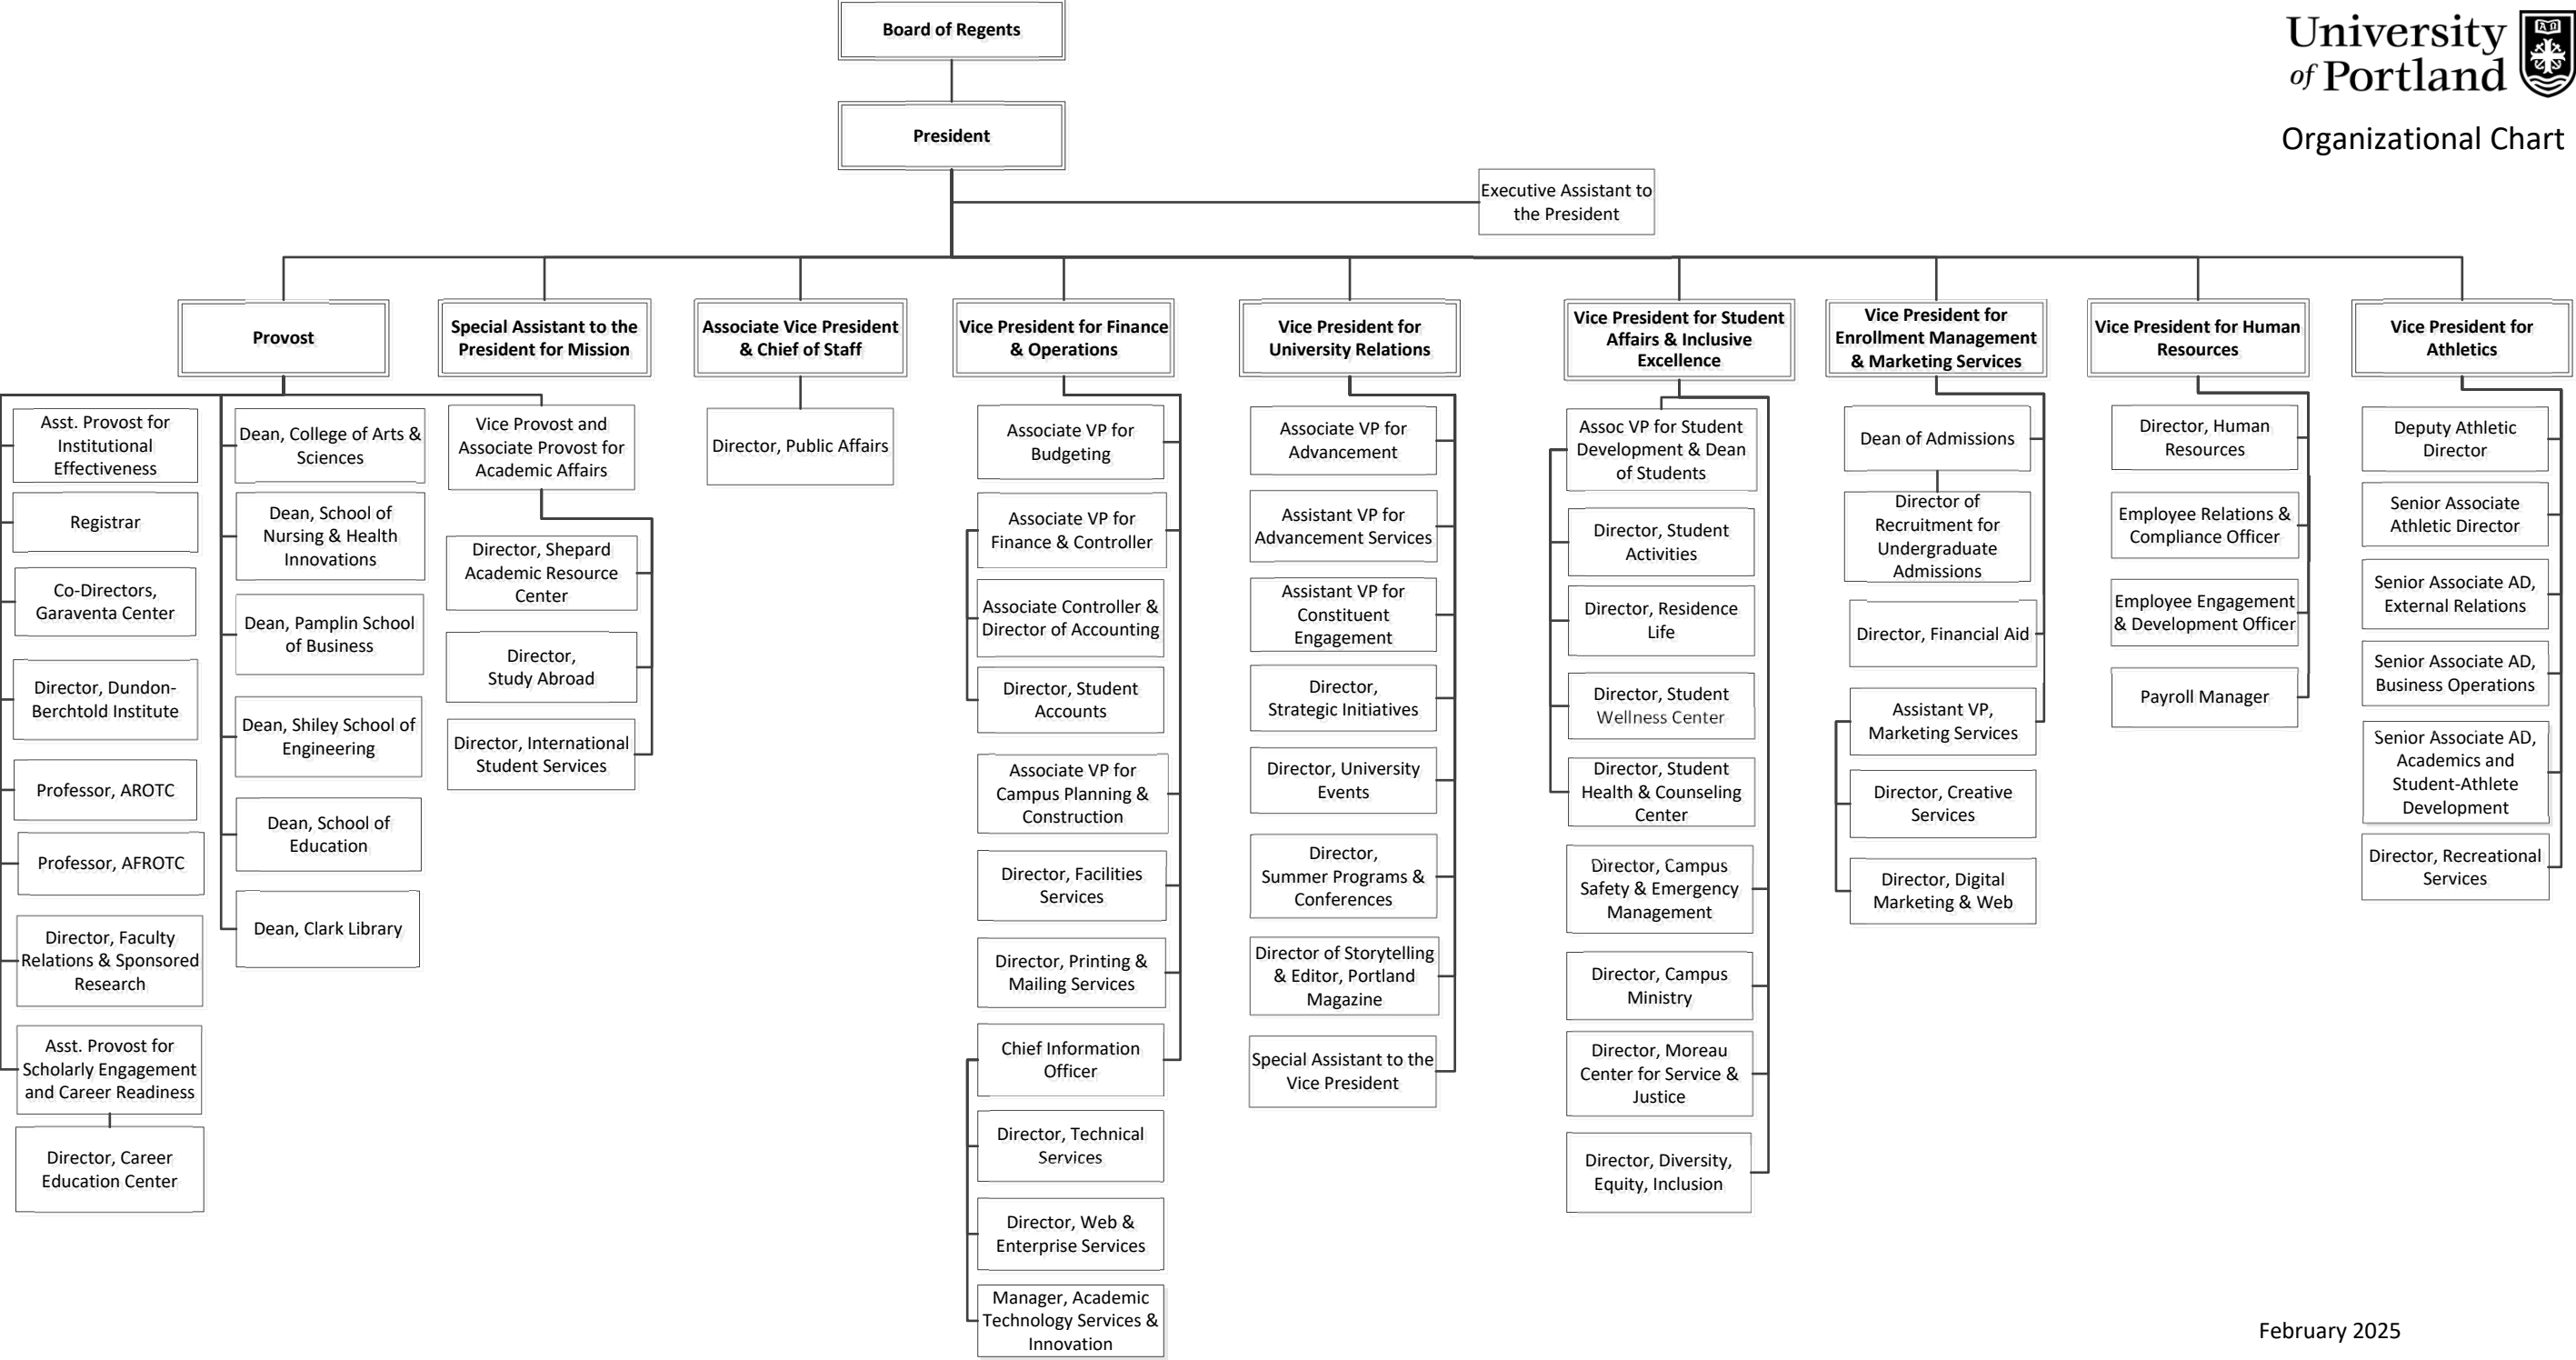 Board of Regents
University
of Portland
Organizational Chart
President
Executive Assistant to
the President
Provost
Special Assistant to the
President for Mission
Associate Vice President
& Chief of Staff
Vice President for Finance
& Operations
Vice President for
University Relations
Vice President for Student
Affairs & Inclusive
Excellence
Vice President for
Enrollment Management
& Marketing Services
Vice President for Human
Resources
Vice President for
Athletics
Asst. Provost for
Institutional
Effectiveness
Registrar
Co-Directors,
Garaventa Center
Director, Dundon-
Berchtold Institute
Professor, AROTC
Professor, AFROTC
Director, Faculty
Relations & Sponsored
Research
Asst. Provost for
Scholarly Engagement
and Career Readiness
Director, Career
Education Center
Dean, College of Arts &
Sciences
Dean, School of
Nursing & Health
Innovations
Dean, Pamplin School
of Business
Dean, Shiley School of
Engineering
Dean, School of
Education
Dean, Clark Library
Vice Provost and
Associate Provost for
Academic Affairs
Director, Shepard
Academic Resource
Center
Director,
Study Abroad
Director, International
Student Services
Director, Public Affairs
Associate VP for
Budgeting
Associate VP for
Finance & Controller
Associate Controller &
Director of Accounting
Director, Student
Accounts
Associate VP for
Campus Planning &
Construction
Director, Facilities
Services
Director, Printing &
Mailing Services
Chief Information
Officer
Director, Technical
Services
Director, Web &
Enterprise Services
Manager, Academic
Technology Services &
Innovation
Associate VP for
Advancement
Assistant VP for
Advancement Services
Assistant VP for
Constituent
Engagement
Director,
Strategic Initiatives
Director, University
Events
Director,
Summer Programs &
Conferences
Director of Storytelling
& Editor, Portland
Magazine
Special Assistant to the
Vice President
Assoc VP for Student
Development & Dean
of Students
Director, Student
Activities
Director, Residence
Life
Director, Student
Wellness Center
Director, Student
Health & Counseling
Center
Director, Campus
Safety & Emergency
Management
Director, Campus
Ministry
Director, Moreau
Center for Service &
Justice
Director, Diversity,
Equity, Inclusion
Dean of Admissions
Director of
Recruitment for
Undergraduate
Admissions
Director, Financial Aid
Assistant VP,
Marketing Services
Director, Creative
Services
Director, Digital
Marketing & Web
Director, Human
Resources
Employee Relations &
Compliance Officer
Employee Engagement
& Development Officer
Payroll Manager
Deputy Athletic
Director
Senior Associate
Athletic Director
Senior Associate AD,
External Relations
Senior Associate AD,
Business Operations
Senior Associate AD,
Academics and
Student-Athlete
Development
Director, Recreational
Services
February 2025